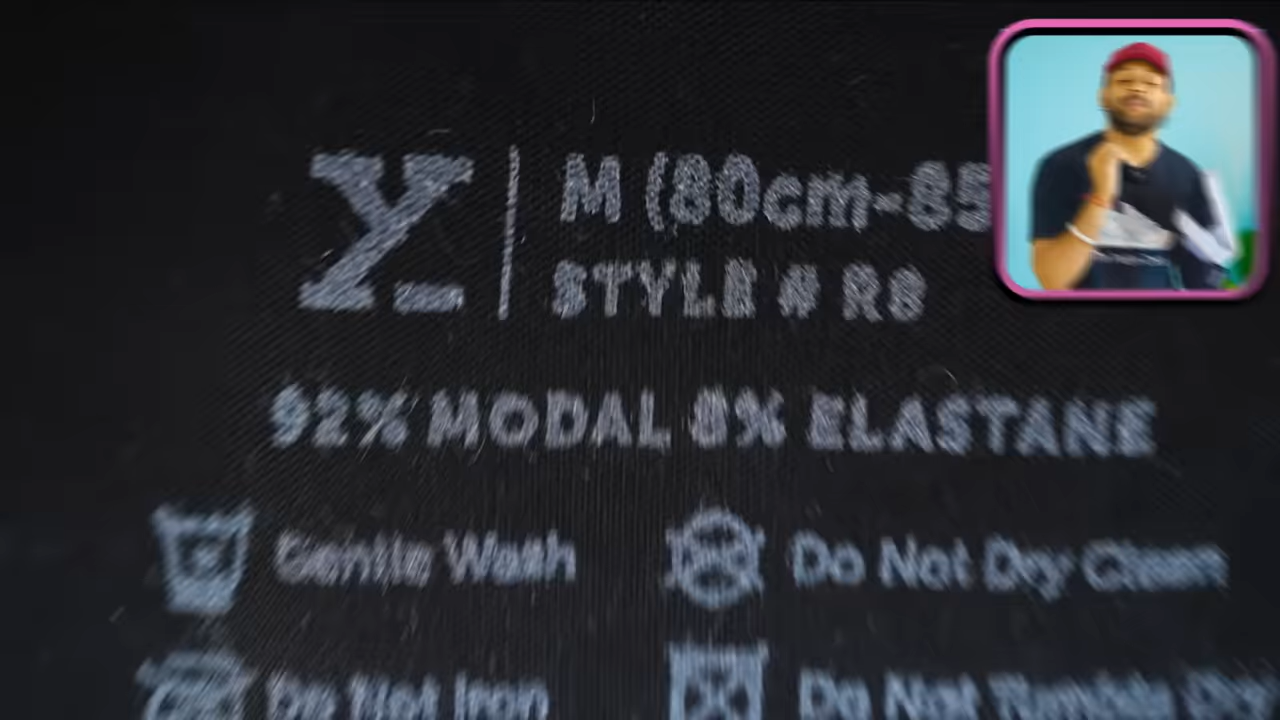 M (80cm-85
STYLE # R8
92% MODAL 8% ELASTANE
Gentle Wash
Do Not Dry Clean
Do Not Iron
Do Not Tumble Dry